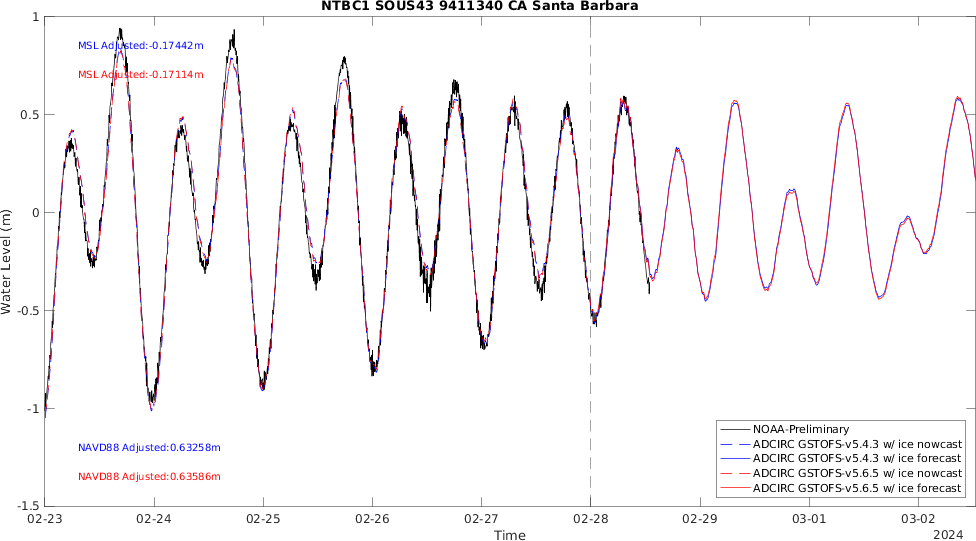 NTBC1 SOUS43 9411340 CA Santa Barbara
MSL Adjusted:-0.17442m
MSL Adjusted:-0.17114m
NAVD88 Adjusted:0.63258m
NAVD88 Adjusted:0.63586m
Water Level (m)
1
0.5
0
-0.5
-1
-1.5
NOAA-Preliminary
ADCIRC GSTOFS-v5.4.3 w/ ice nowcast
ADCIRC GSTOFS-v5.4.3 w/ ice forecast
ADCIRC GSTOFS-v5.6.5 w/ ice nowcast
ADCIRC GSTOFS-v5.6.5 w/ ice forecast
02-23 02-24 02-25 02-26 02-27 02-28 02-29 03-01 03-02
Time
2024